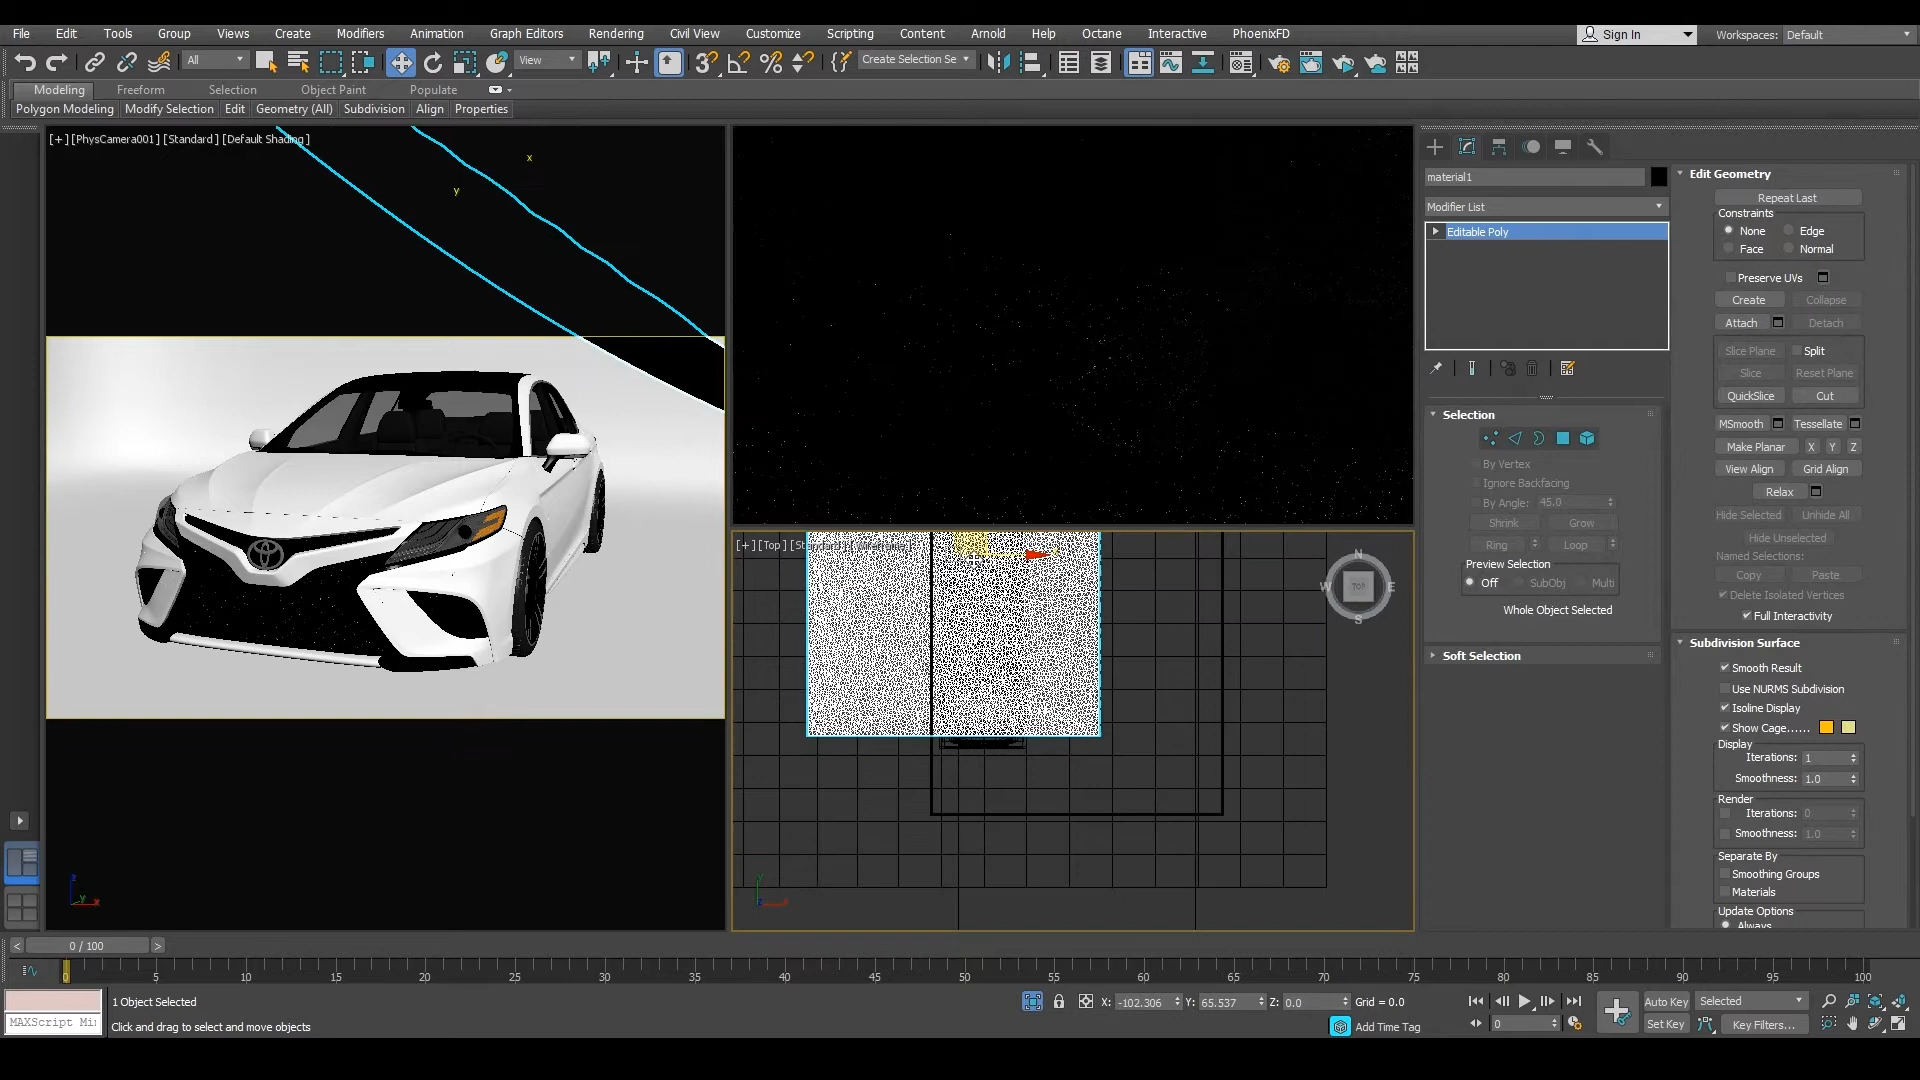 File Edit Tools Group Views Create Modifiers Animation Graph Editors Rendering Civil View Customize Scripting Content Arnold Help Octane Interactive PhoenixFD
Sign In
Workspaces: Default
All
View
Create Selection Se
Modeling Freeform Selection Object Paint Populate
Polygon Modeling Modify Selection Edit Geometry (All) Subdivision Align Properties
[+] [PhysCamera001] [Standard] [Default Shading]
x
y
[+] [Top]
N
W TOP E
S
y
z
y x
material1
Modifier List
Editable Poly
Selection
By Vertex
Ignore Backfacing
By Angle: 45.0
Shrink Grow
Ring Loop
Preview Selection
Off SubObj Multi
Whole Object Selected
Soft Selection
Edit Geometry
Repeat Last
Constraints
None Edge
Face Normal
Preserve UVs
Create Collapse
Attach Detach
Slice Plane Split
Slice Reset Plane
QuickSlice Cut
MSmooth Tessellate
Make Planar X Y Z
View Align Grid Align
Relax
Hide Selected Unhide All
Hide Unselected
Named Selections:
Copy Paste
Delete Isolated Vertices
Full Interactivity
Subdivision Surface
Smooth Result
Use NURMS Subdivision
Isoline Display
Show Cage......
Display
Iterations: 1
Smoothness: 1.0
Render
Iterations: 0
Smoothness: 1.0
Separate By
Smoothing Groups
Materials
Update Options
Always
< 0 / 100 >
0 5 10 15 20 25 30 35 40 45 50 55 60 65 70 75 80 85 90 95 100
1 Object Selected
X: -102.306 Y: 65.537 Z: 0.0 Grid = 0.0
Auto Key Selected
MAXScript Mi
Click and drag to select and move objects
Add Time Tag
0
Set Key Key Filters...